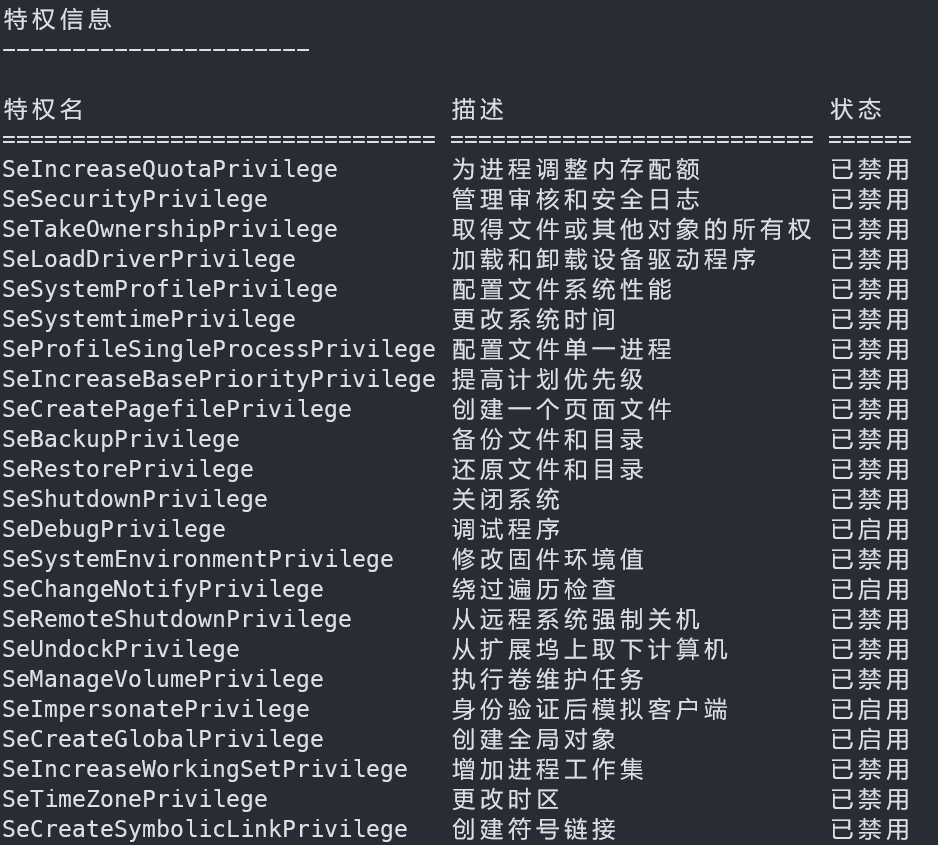 特权信息
----------------------
特权名 描述 状态
=============================== ========================== ======
SeIncreaseQuotaPrivilege 为进程调整内存配额 已禁用
SeSecurityPrivilege 管理审核和安全日志 已禁用
SeTakeOwnershipPrivilege 取得文件或其他对象的所有权 已禁用
SeLoadDriverPrivilege 加载和卸载设备驱动程序 已禁用
SeSystemProfilePrivilege 配置文件系统性能 已禁用
SeSystemtimePrivilege 更改系统时间 已禁用
SeProfileSingleProcessPrivilege 配置文件单一进程 已禁用
SeIncreaseBasePriorityPrivilege 提高计划优先级 已禁用
SeCreatePagefilePrivilege 创建一个页面文件 已禁用
SeBackupPrivilege 备份文件和目录 已禁用
SeRestorePrivilege 还原文件和目录 已禁用
SeShutdownPrivilege 关闭系统 已禁用
SeDebugPrivilege 调试程序 已启用
SeSystemEnvironmentPrivilege 修改固件环境值 已禁用
SeChangeNotifyPrivilege 绕过遍历检查 已启用
SeRemoteShutdownPrivilege 从远程系统强制关机 已禁用
SeUndockPrivilege 从扩展坞上取下计算机 已禁用
SeManageVolumePrivilege 执行卷维护任务 已禁用
SeImpersonatePrivilege 身份验证后模拟客户端 已启用
SeCreateGlobalPrivilege 创建全局对象 已启用
SeIncreaseWorkingSetPrivilege 增加进程工作集 已禁用
SeTimeZonePrivilege 更改时区 已禁用
SeCreateSymbolicLinkPrivilege 创建符号链接 已禁用